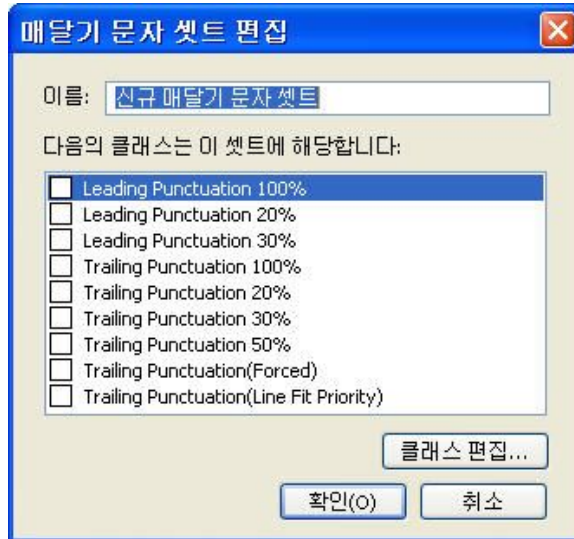 매달기 문자 셋트 편집
이름: 신규 매달기 문자 셋트
다음의 클래스는 이 셋트에 해당합니다:
Leading Punctuation 100%
Leading Punctuation 20%
Leading Punctuation 30%
Trailing Punctuation 100%
Trailing Punctuation 20%
Trailing Punctuation 30%
Trailing Punctuation 50%
Trailing Punctuation(Forced)
Trailing Punctuation(Line Fit Priority)
클래스 편집...
확인(O) 취소